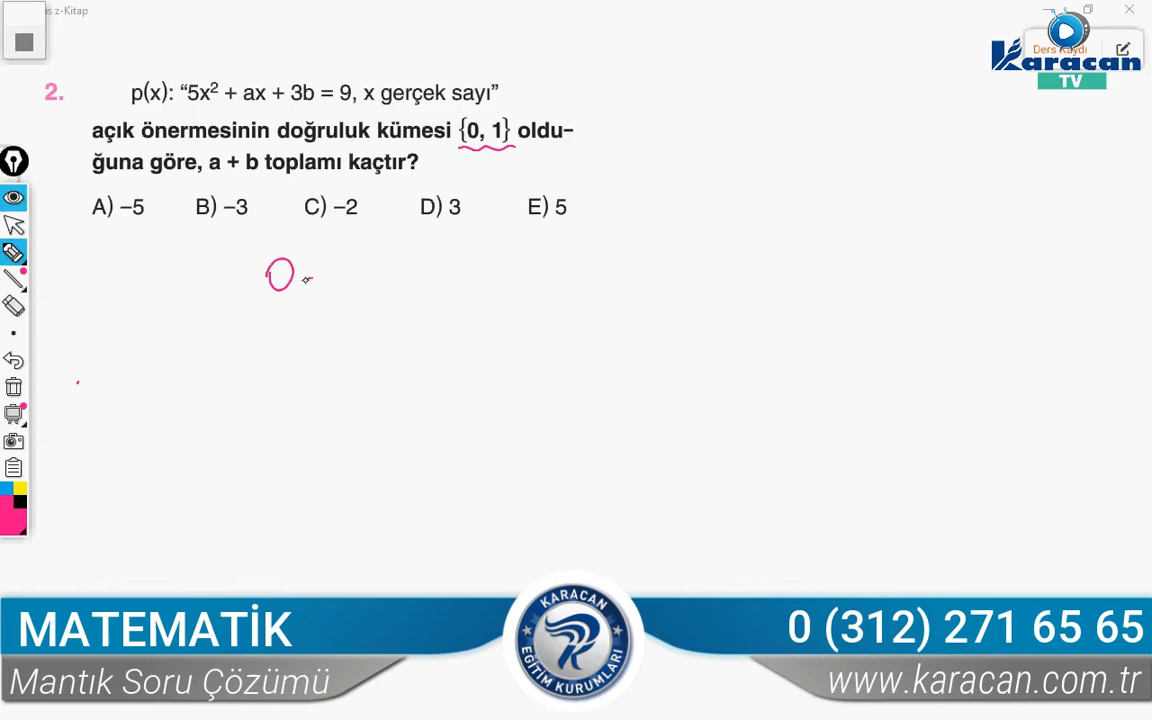 us z-Kitap
Ders Kaydı
Karacan
TV
2. p(x): “5x² + ax + 3b = 9, x gerçek sayı”
açık önermesinin doğruluk kümesi {0, 1} oldu-
ğuna göre, a + b toplamı kaçtır?
A) –5 B) –3 C) –2 D) 3 E) 5
0
MATEMATİK
Mantık Soru Çözümü
KARACAN
EĞİTİM KURUMLARI
0 (312) 271 65 65
www.karacan.com.tr